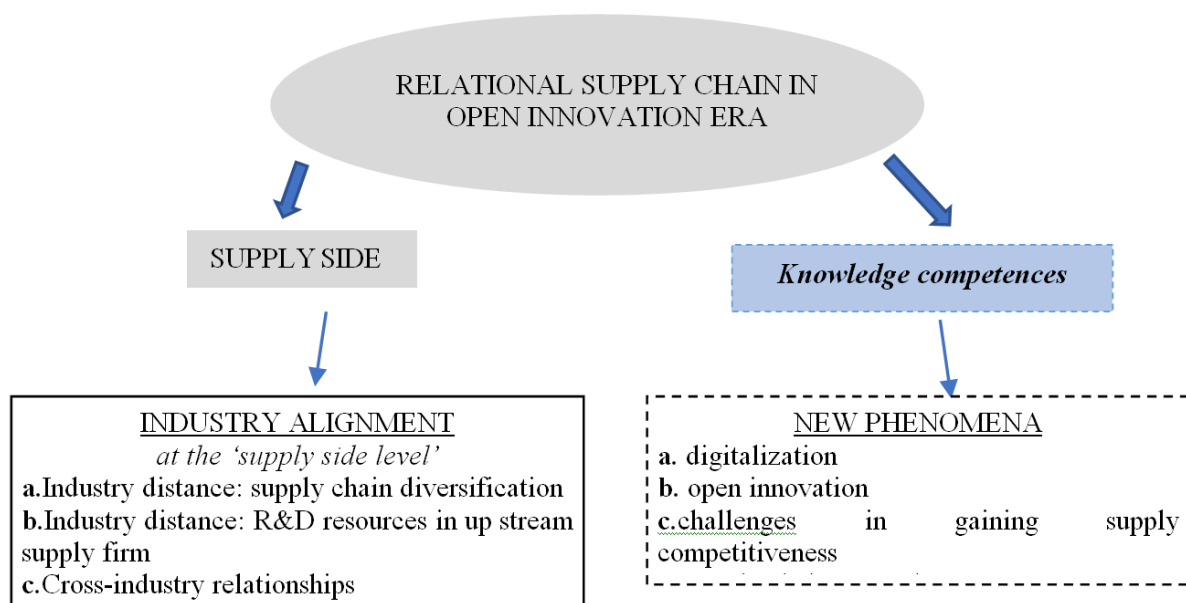 RELATIONAL SUPPLY CHAIN IN
OPEN INNOVATION ERA
SUPPLY SIDE
Knowledge competences
INDUSTRY ALIGNMENT
at the ‘supply side level’
a.Industry distance: supply chain diversification
b.Industry distance: R&D resources in up stream
supply firm
c.Cross-industry relationships
NEW PHENOMENA
a. digitalization
b. open innovation
c.challenges in gaining supply
competitiveness